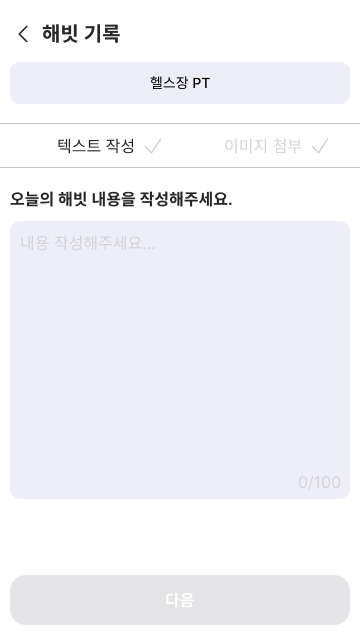 해빗 기록
헬스장 PT
텍스트 작성 이미지 첨부
오늘의 해빗 내용을 작성해주세요.
내용 작성해주세요...
0/100
다음